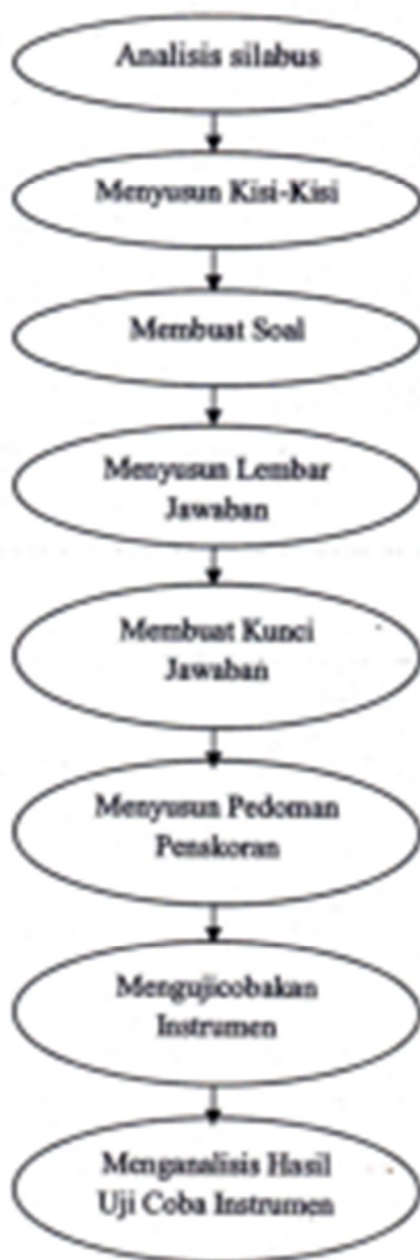 Analisis silabus
Menyusun Kisi-Kisi
Membuat Soal
Menyusun Lembar
Jawaban
Membuat Kunci
Jawaban
Menyusun Pedoman
Penskoran
Mengujicobakan
Instrumen
Menganalisis Hasil
Uji Coba Instrumen